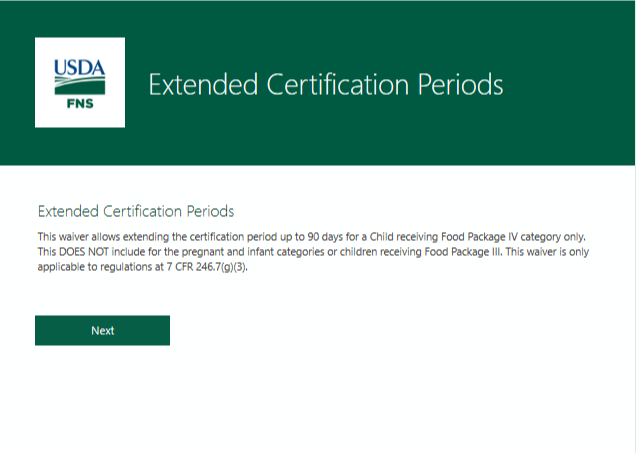 USDA
FNS
Extended Certification Periods
Extended Certification Periods
This waiver allows extending the certification period up to 90 days for a Child receiving Food Package IV category only.
This DOES NOT include for the pregnant and infant categories or children receiving Food Package III. This waiver is only
applicable to regulations at 7 CFR 246.7(g)(3).
Next